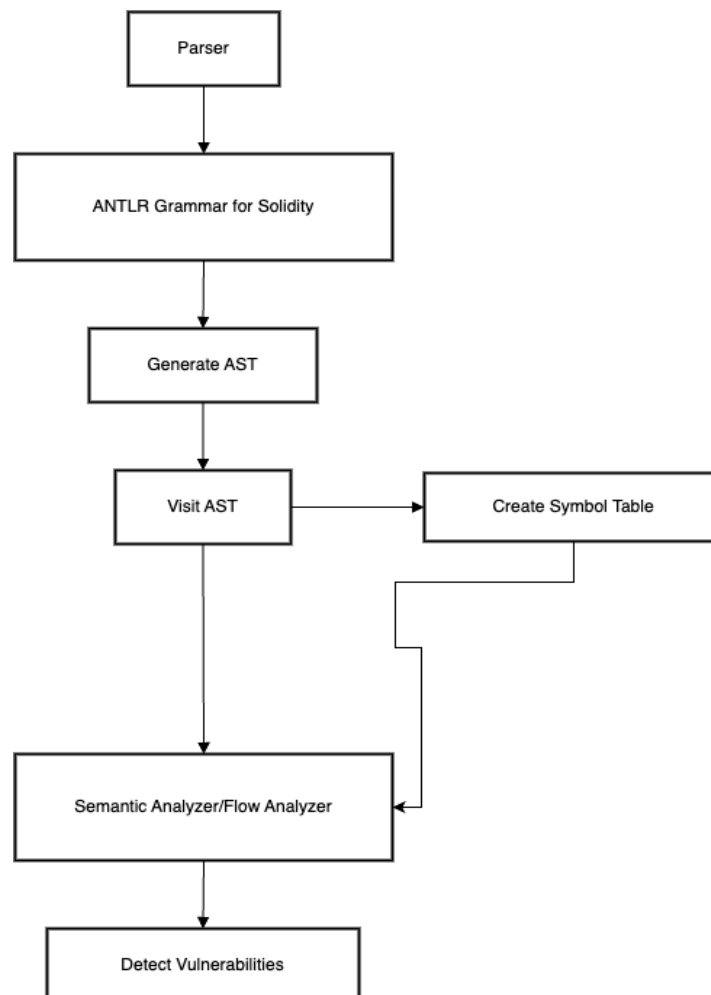 Parser
ANTLR Grammar for Solidity
Generate AST
Visit AST
Create Symbol Table
Semantic Analyzer/Flow Analyzer
Detect Vulnerabilities